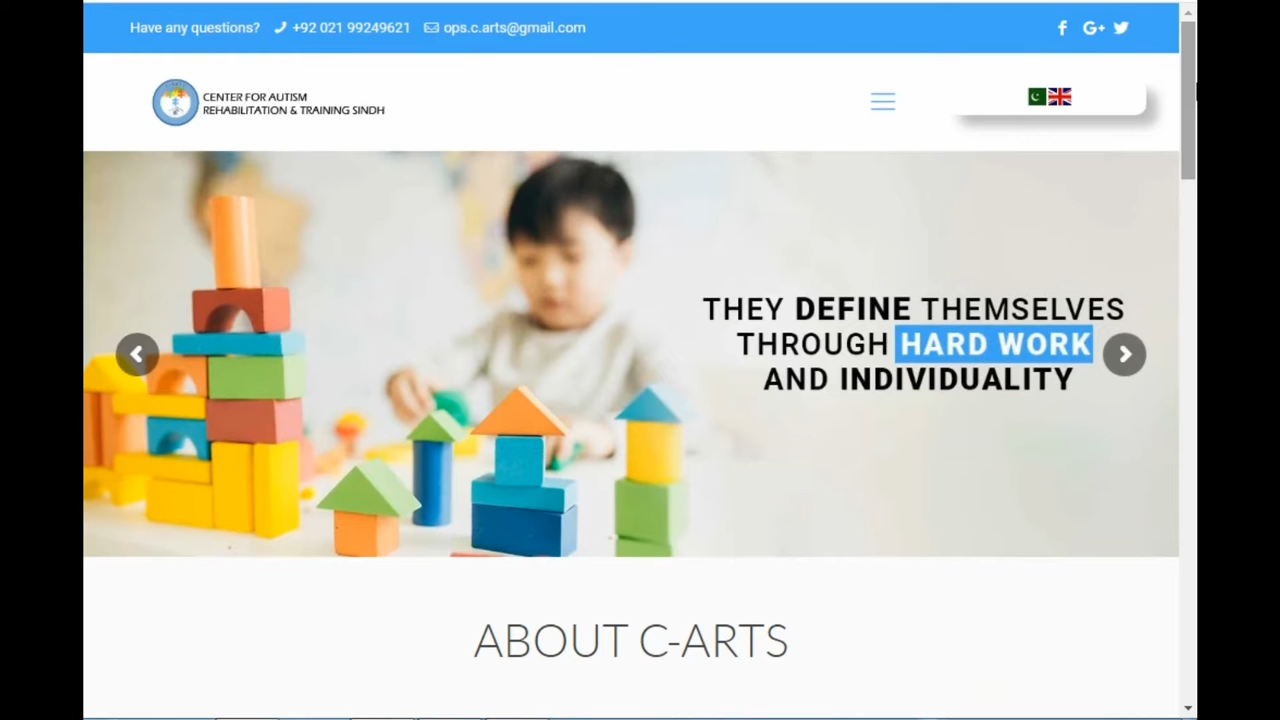 Have any questions? +92 021 99249621 ops.c.arts@gmail.com
CENTER FOR AUTISM
REHABILITATION & TRAINING SINDH
THEY DEFINE THEMSELVES
THROUGH HARD WORK
AND INDIVIDUALITY
ABOUT C-ARTS